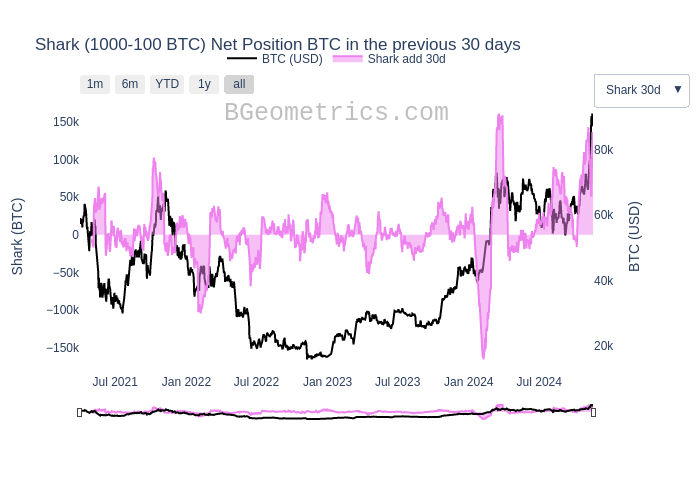 Shark (1000-100 BTC) Net Position BTC in the previous 30 days
BTC (USD) Shark add 30d
1m 6m YTD 1y all
Shark 30d ▼
BGeometrics.com
150k
100k
50k
0
−50k
−100k
−150k
Shark (BTC)
80k
60k
40k
20k
BTC (USD)
Jul 2021 Jan 2022 Jul 2022 Jan 2023 Jul 2023 Jan 2024 Jul 2024